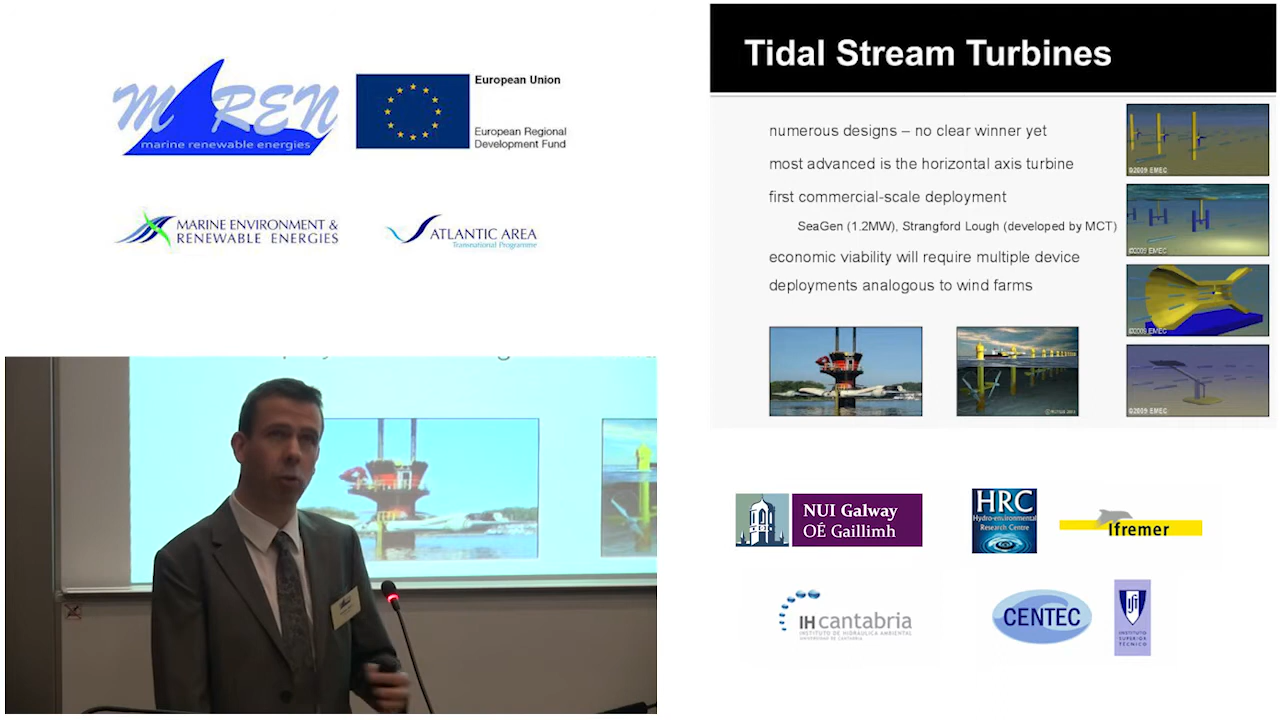 MAREN
marine renewable energies
European Union
European Regional
Development Fund
MARINE ENVIRONMENT &
RENEWABLE ENERGIES
ATLANTIC AREA
Transnational Programme
Tidal Stream Turbines
numerous designs – no clear winner yet
most advanced is the horizontal axis turbine
first commercial-scale deployment
SeaGen (1.2MW), Strangford Lough (developed by MCT)
economic viability will require multiple device
deployments analogous to wind farms
©2009 EMEC
©2009 EMEC
©2009 EMEC
©2009 EMEC
NUI Galway
OÉ Gaillimh
HRC
Hydro-environmental
Research Centre
Ifremer
IH cantabria
INSTITUTO DE HIDRÁULICA AMBIENTAL
UNIVERSIDAD DE CANTABRIA
CENTEC
INSTITUTO
SUPERIOR
TÉCNICO